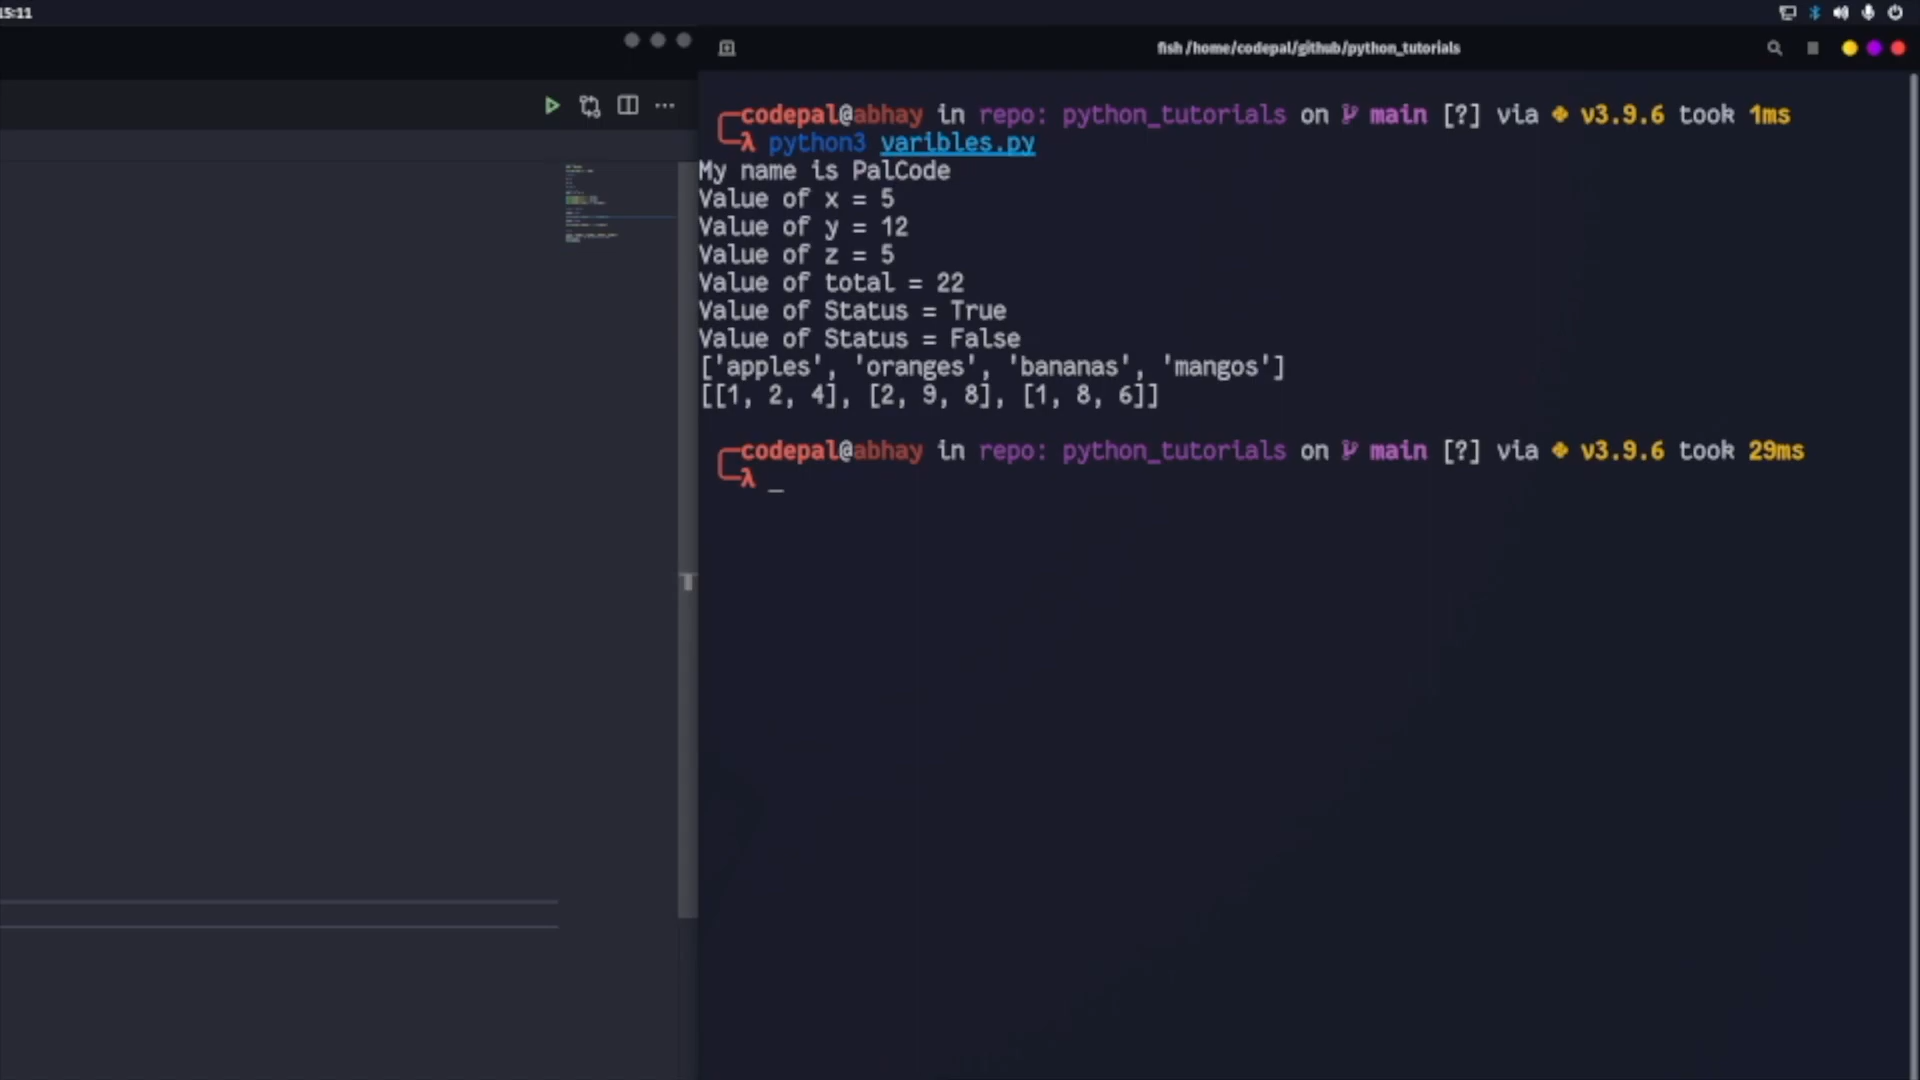 15:11
fish /home/codepal/github/python_tutorials
codepal@abhay in repo: python_tutorials on main [?] via v3.9.6 took 1ms
λ python3 varibles.py
My name is PalCode
Value of x = 5
Value of y = 12
Value of z = 5
Value of total = 22
Value of Status = True
Value of Status = False
['apples', 'oranges', 'bananas', 'mangos']
[[1, 2, 4], [2, 9, 8], [1, 8, 6]]
codepal@abhay in repo: python_tutorials on main [?] via v3.9.6 took 29ms
λ _